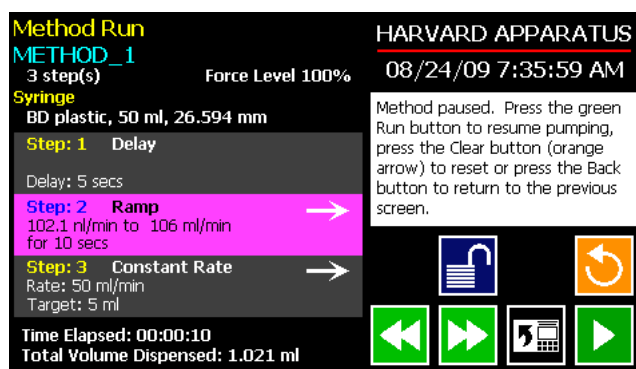 Method Run
METHOD_1
3 step(s) Force Level 100%
Syringe
BD plastic, 50 ml, 26.594 mm
Step: 1 Delay
Delay: 5 secs
Step: 2 Ramp
102.1 nl/min to 106 ml/min
for 10 secs
Step: 3 Constant Rate
Rate: 50 ml/min
Target: 5 ml
Time Elapsed: 00:00:10
Total Volume Dispensed: 1.021 ml
HARVARD APPARATUS
08/24/09 7:35:59 AM
Method paused. Press the green
Run button to resume pumping,
press the Clear button (orange
arrow) to reset or press the Back
button to return to the previous
screen.